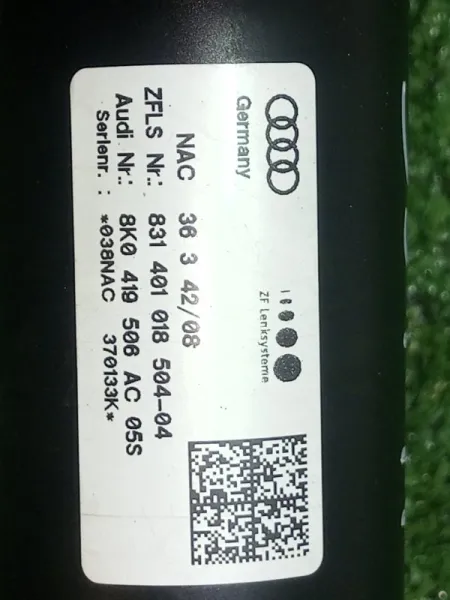 Germany
ZF Lenksysteme
NAC 36 3 42/08
ZFLS Nr.: 831 401 018 504-04
Audi Nr.: 8K0 419 506 AC 05S
Serienr. : *038NAC 370133K*